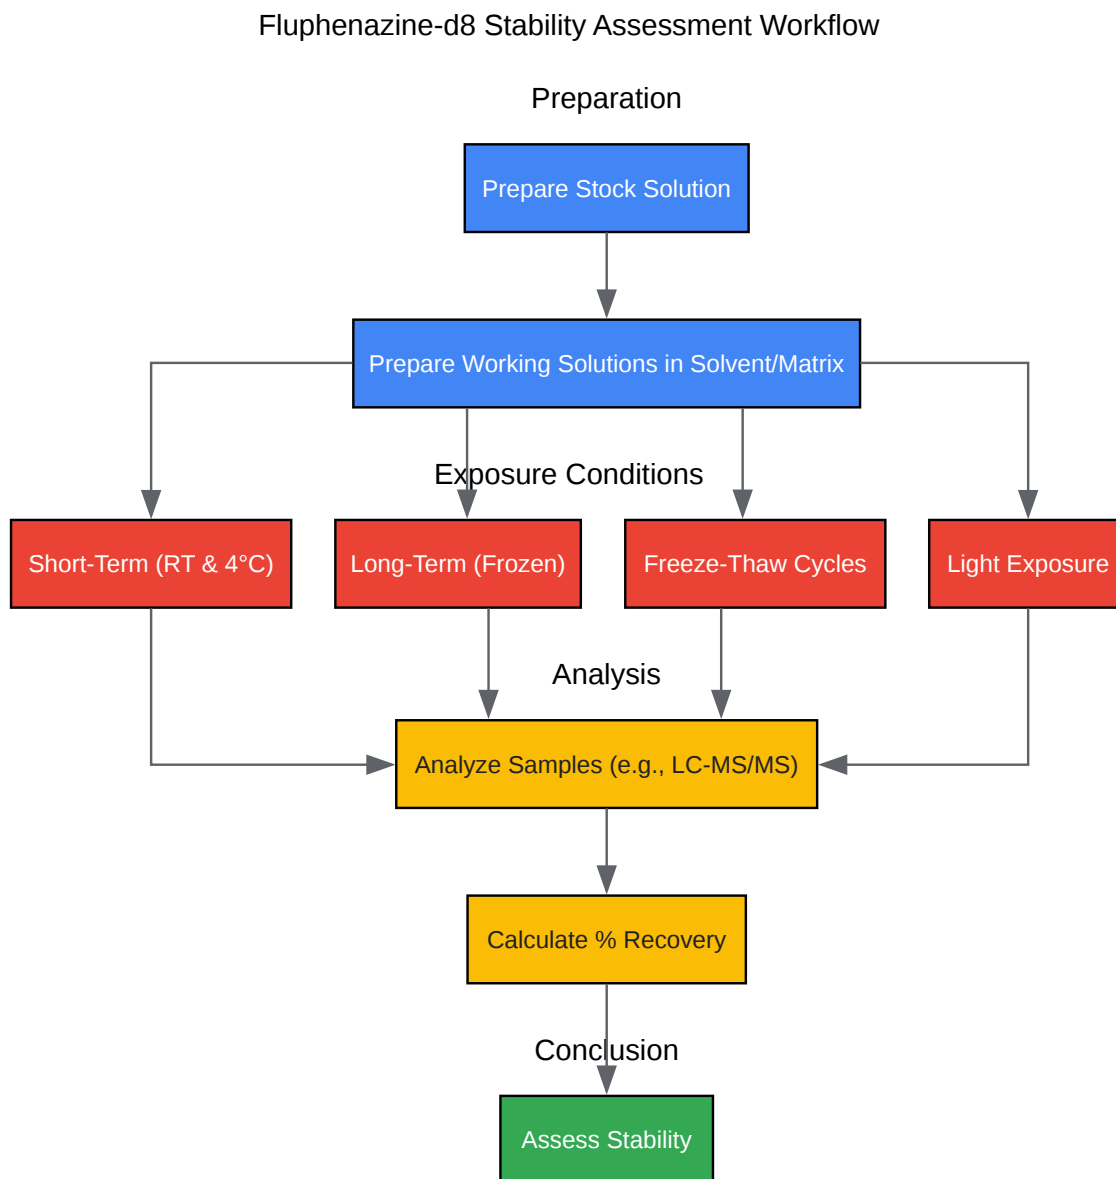 Fluphenazine-d8 Stability Assessment Workflow
Preparation
Prepare Stock Solution
Prepare Working Solutions in Solvent/Matrix
Exposure Conditions
Short-Term (RT & 4°C)
Long-Term (Frozen)
Freeze-Thaw Cycles
Light Exposure
Analysis
Analyze Samples (e.g., LC-MS/MS)
Calculate % Recovery
Conclusion
Assess Stability